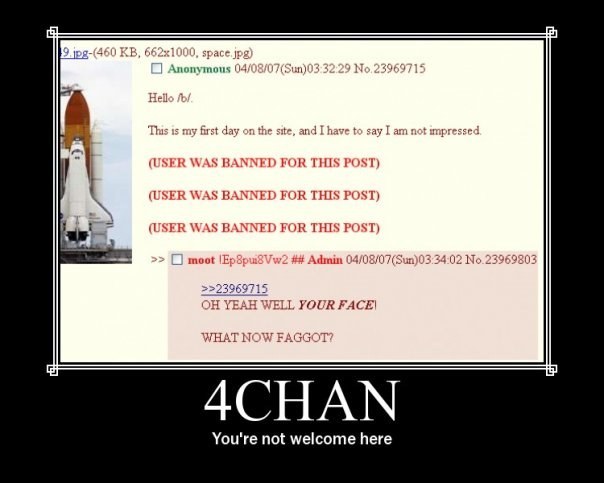 49.jpg-(460 KB, 662x1000, space.jpg)
Anonymous 04/08/07(Sun)03:32:29 No.23969715
Hello /b/.
This is my first day on the site, and I have to say I am not impressed.
(USER WAS BANNED FOR THIS POST)
(USER WAS BANNED FOR THIS POST)
(USER WAS BANNED FOR THIS POST)
>> moot !Ep8pui8Vw2 ## Admin 04/08/07(Sun)03:34:02 No.23969803
>>23969715
OH YEAH WELL YOUR FACE!
WHAT NOW FAGGOT?
4CHAN
You're not welcome here